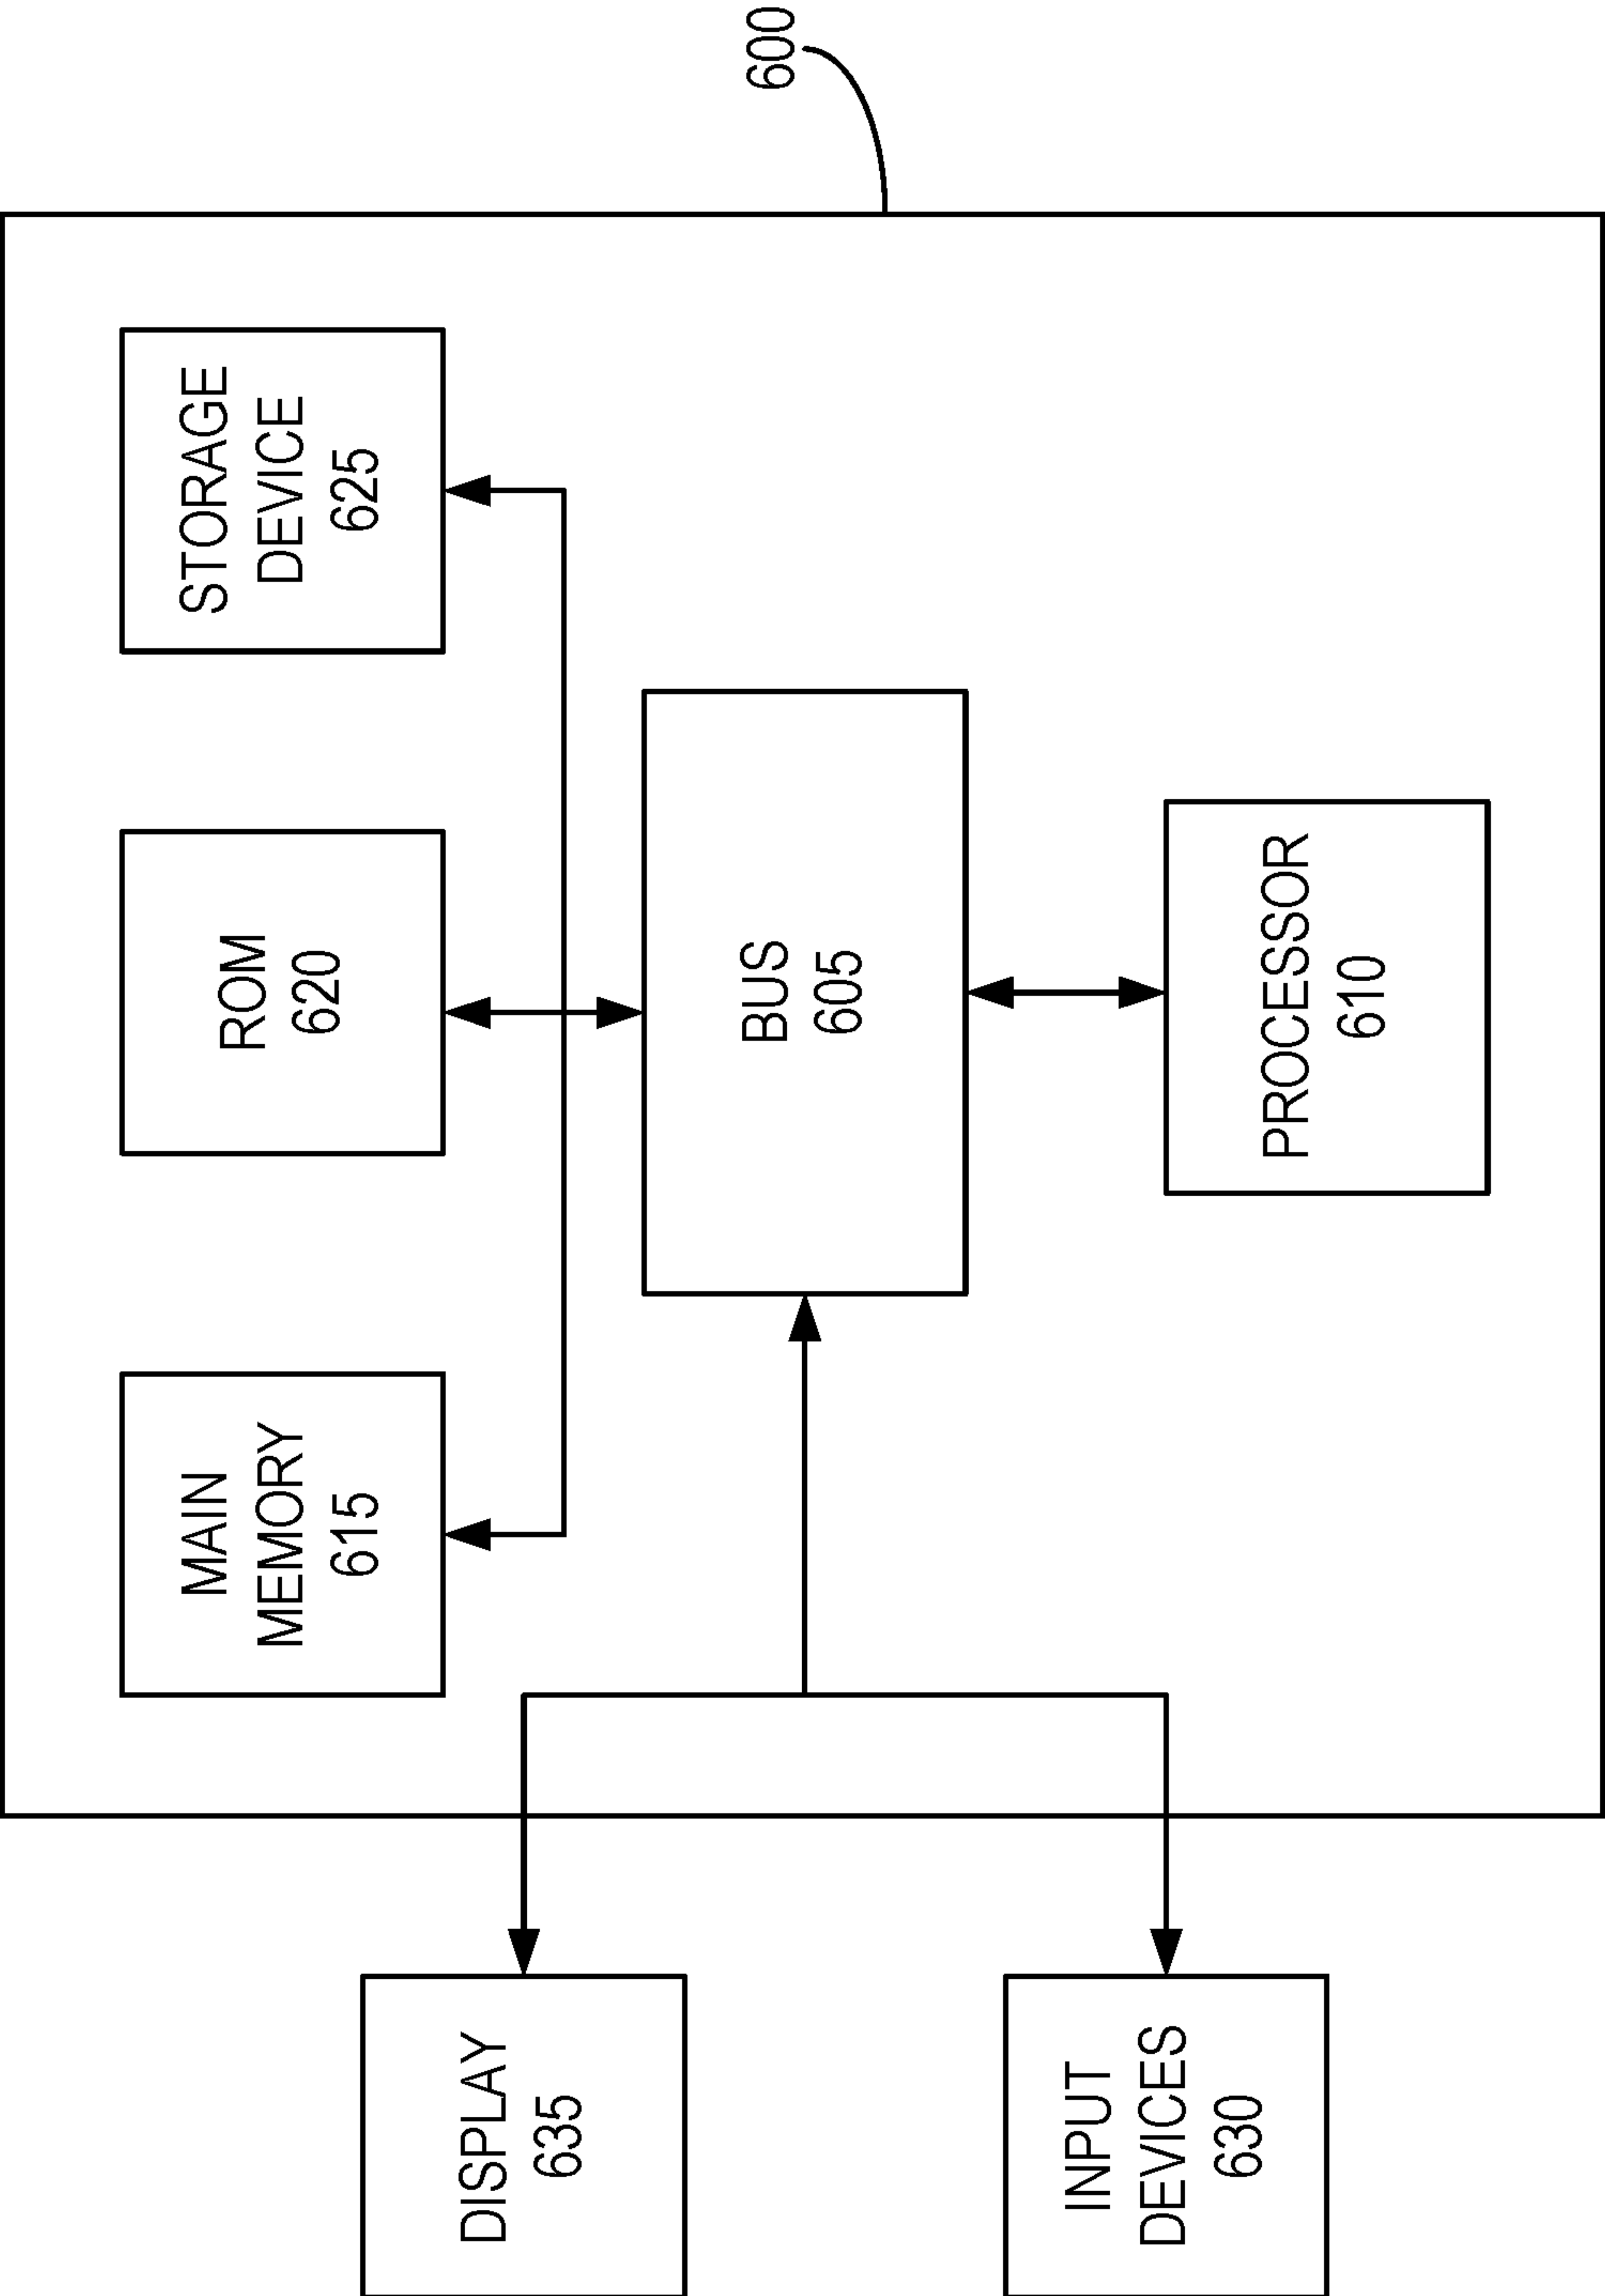 600
MAIN
MEMORY
615
ROM
620
STORAGE
DEVICE
625
DISPLAY
635
BUS
605
INPUT
DEVICES
630
PROCESSOR
610